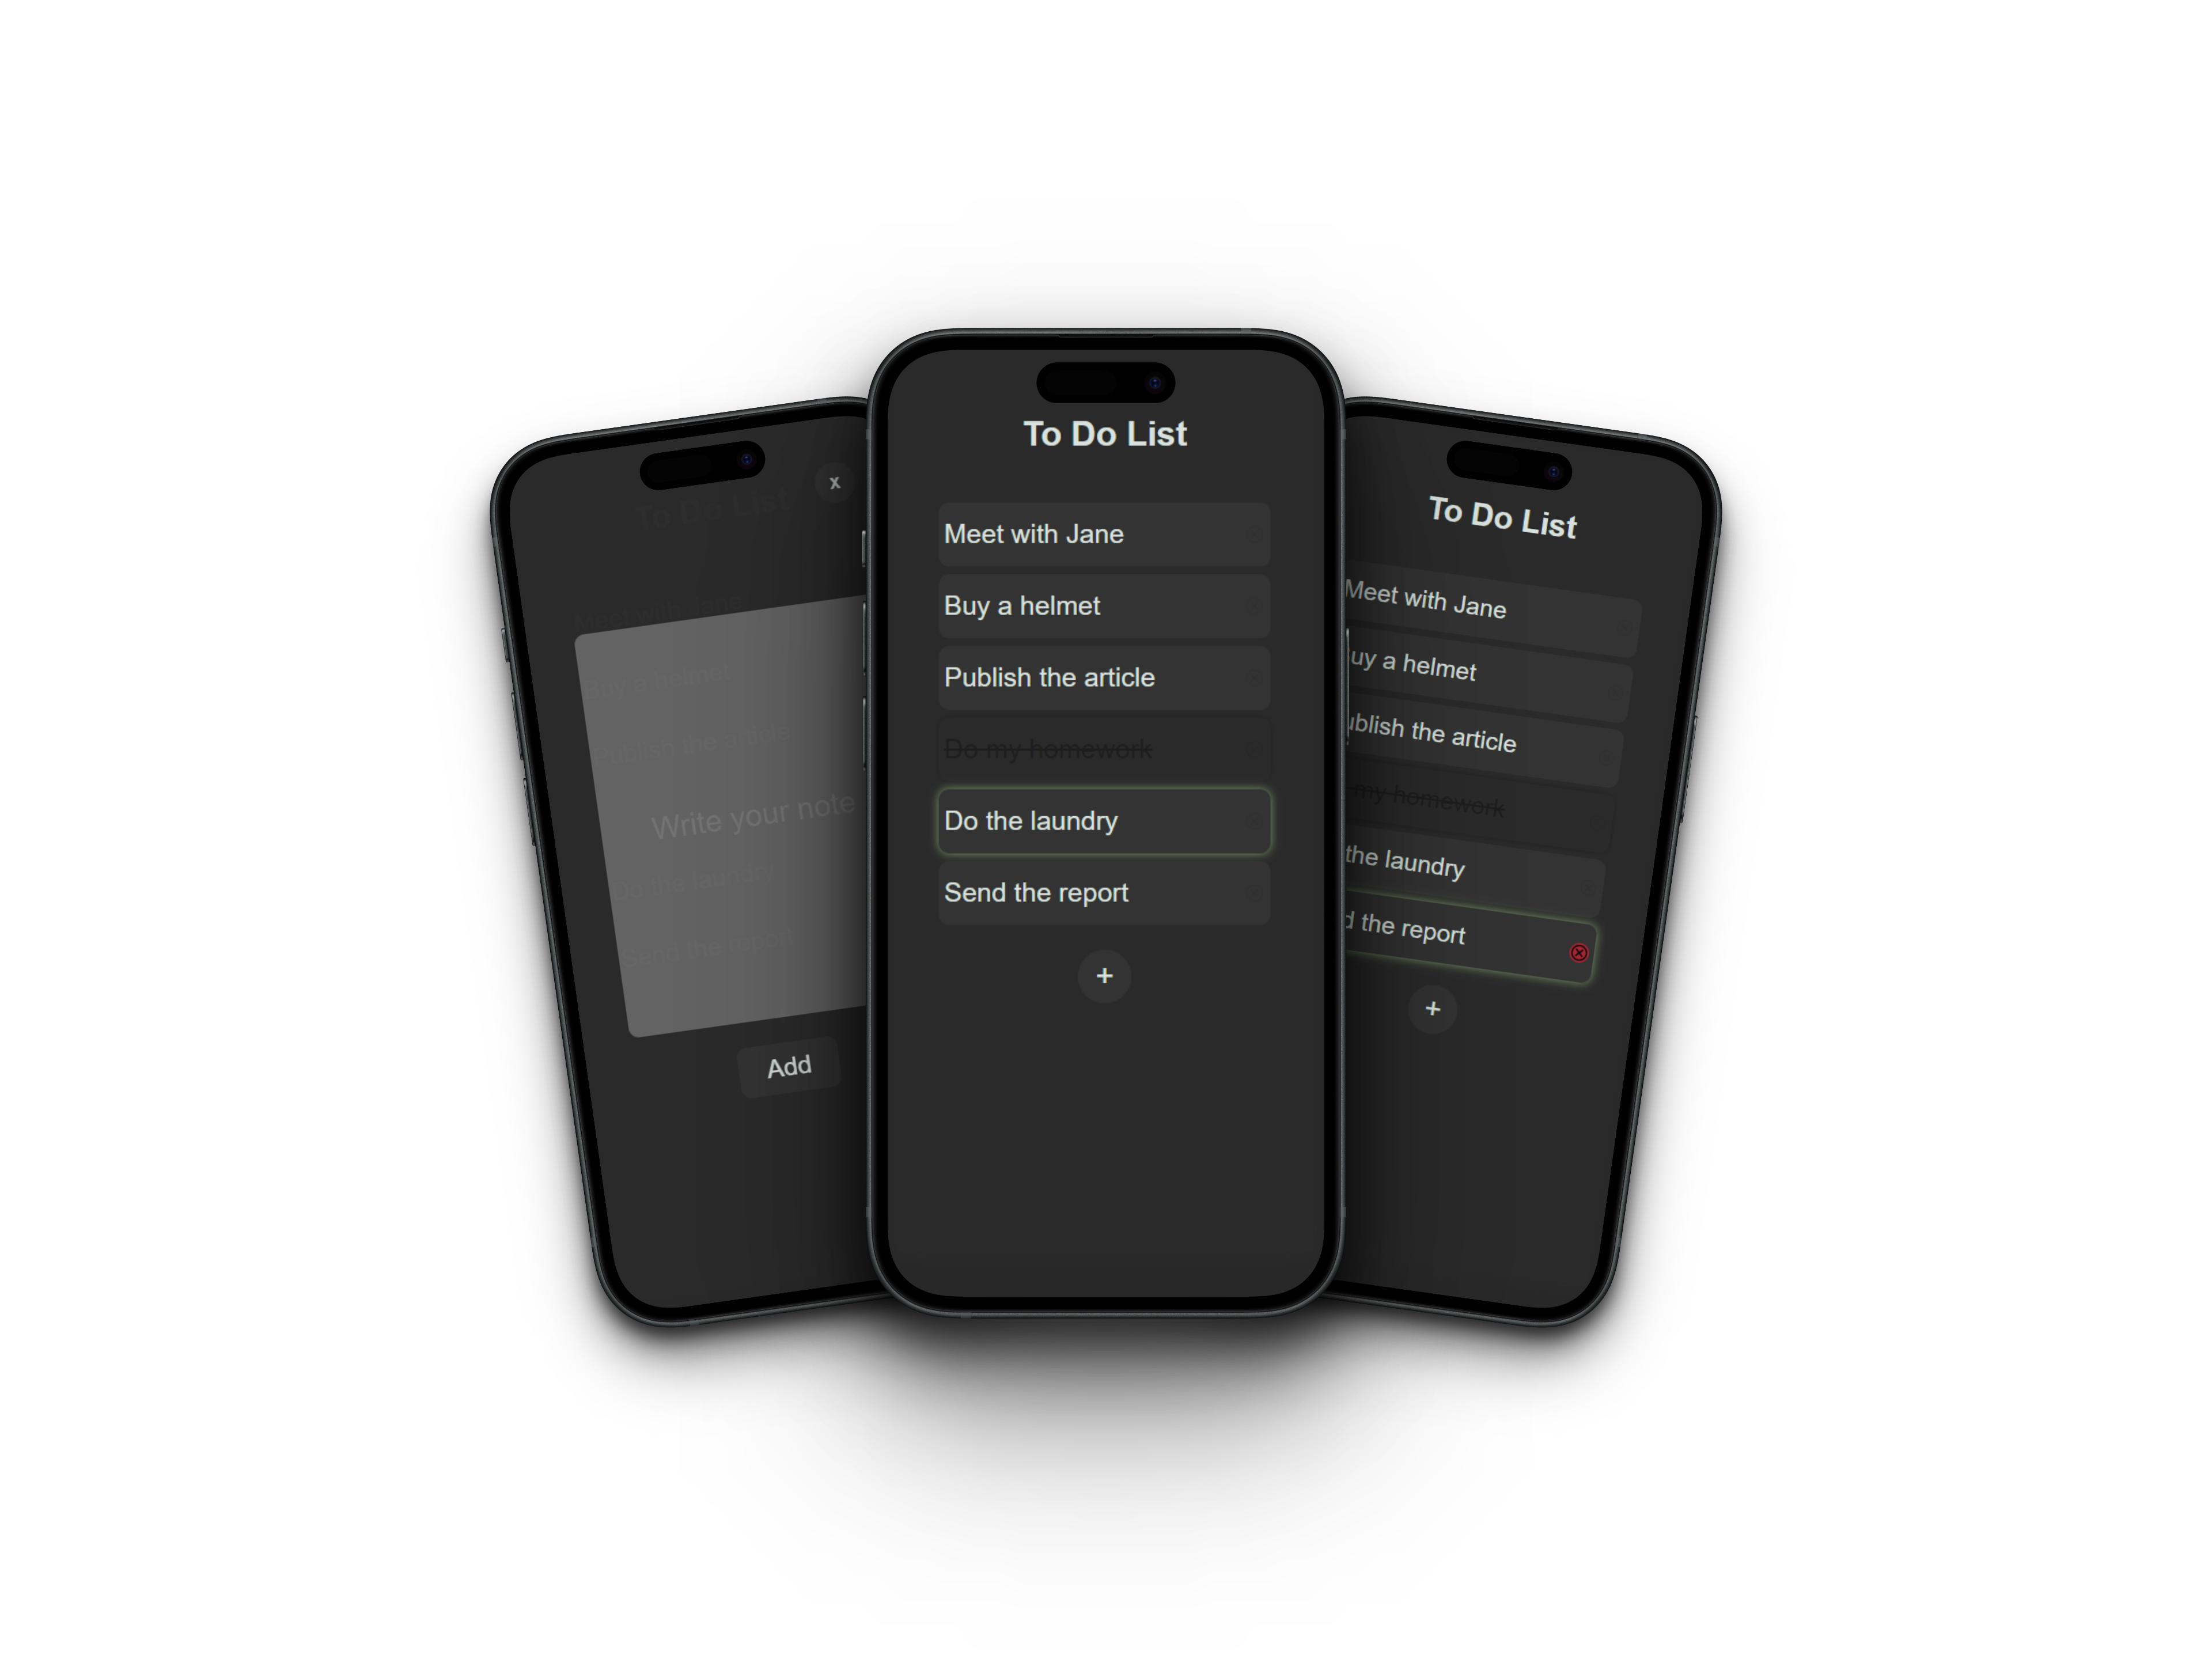 To Do List
x
Meet with Jane
Buy a helmet
Publish the article
Write your note
Do the laundry
Send the report
Add
To Do List
Meet with Jane
Buy a helmet
Publish the article
Do my homework
Do the laundry
Send the report
+
To Do List
Meet with Jane
uy a helmet
ublish the article
my homework
the laundry
d the report
+